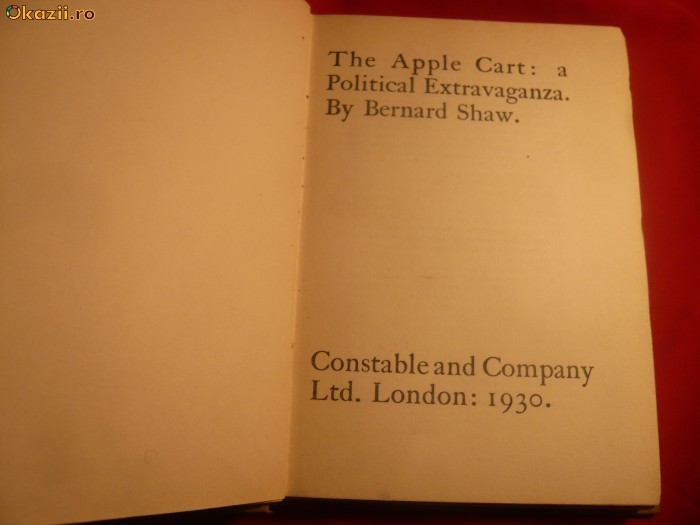 Okazii.ro
The Apple Cart: a
Political Extravaganza.
By Bernard Shaw.
Constable and Company
Ltd. London: 1930.